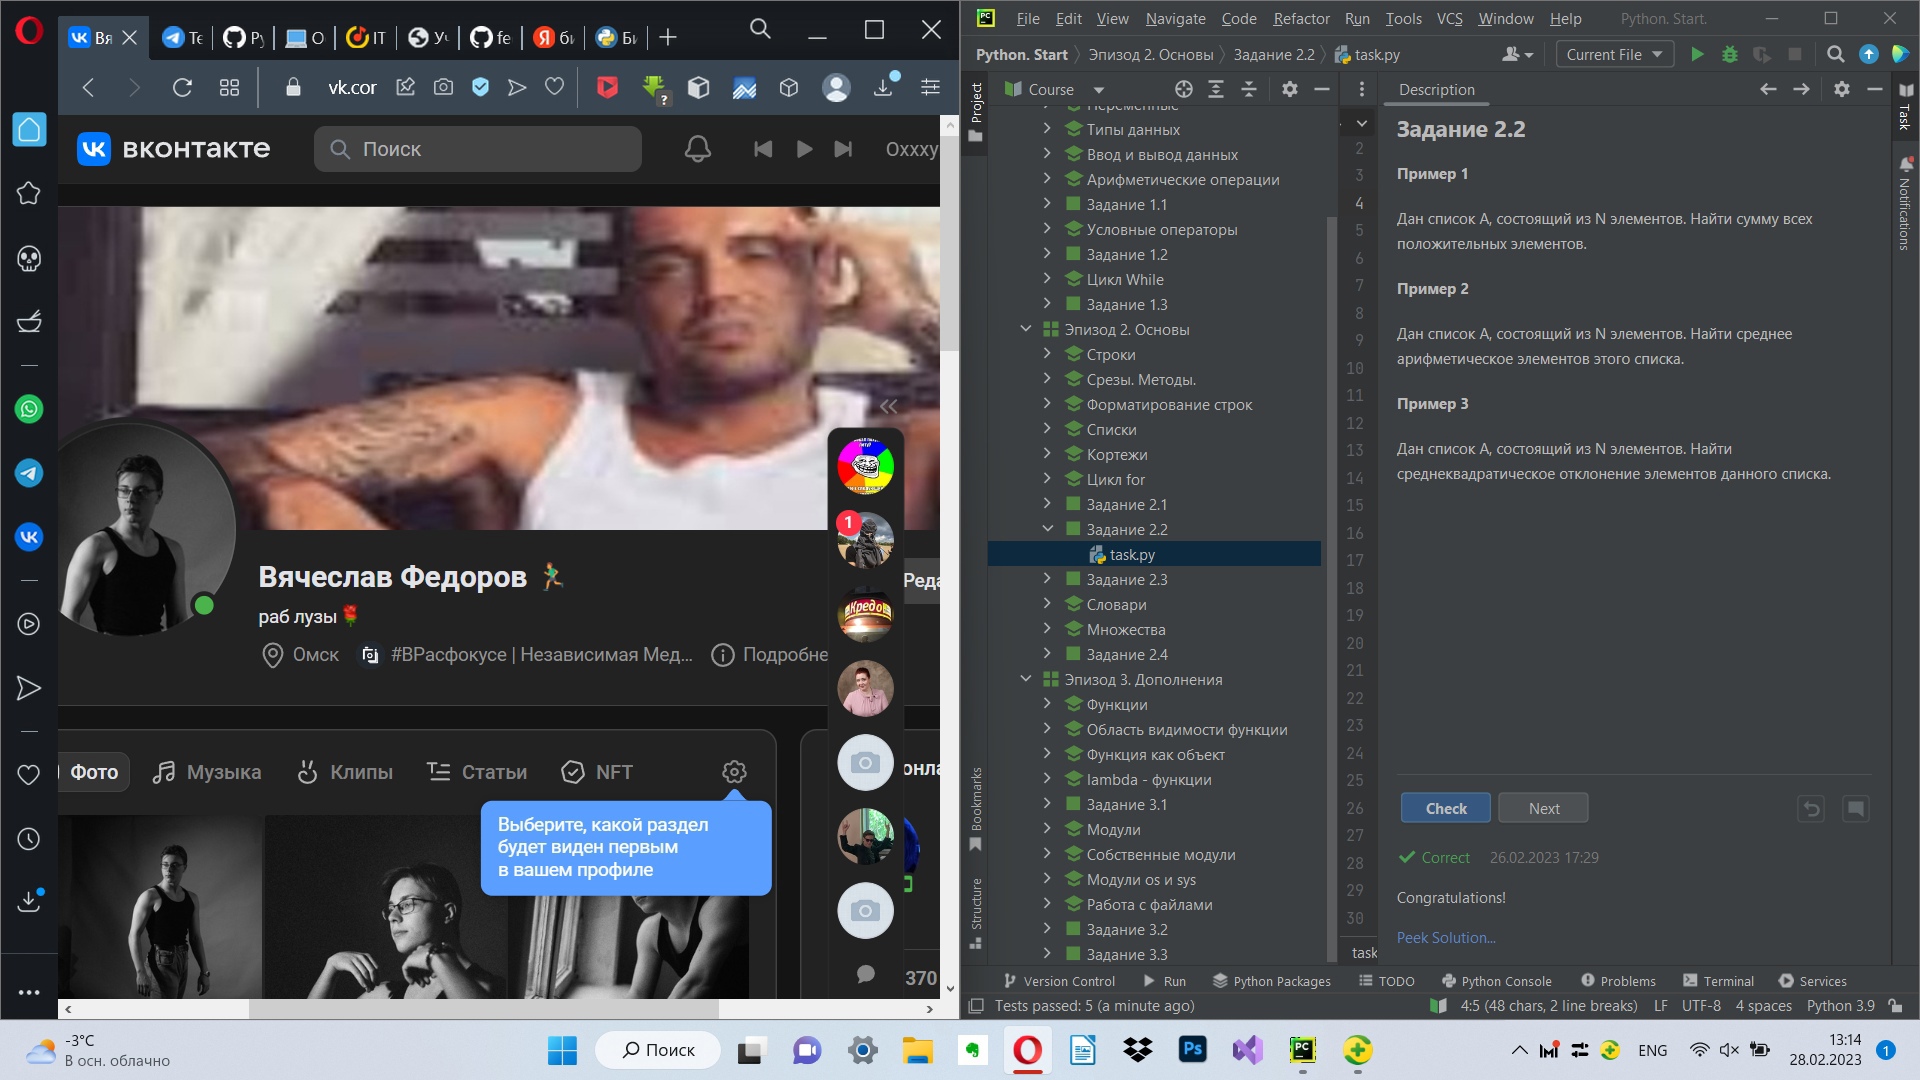 Вя
Те
Ру
О
IT
Уч
fe
би
Би
vk.cor
вконтакте
Поиск
Oxxxy
Вячеслав Федоров
раб лузы
Омск
#ВРасфокусе | Независимая Мед...
Подробне
Реда
Фото
Музыка
Клипы
Статьи
NFT
онла
Выберите, какой раздел
будет виден первым
в вашем профиле
1
Кредо
370
File Edit View Navigate Code Refactor Run Tools VCS Window Help
Python. Start.
Python. Start
Эпизод 2. Основы
Задание 2.2
task.py
Current File
Project
Bookmarks
Structure
Course
Переменные
Типы данных
Ввод и вывод данных
Арифметические операции
Задание 1.1
Условные операторы
Задание 1.2
Цикл While
Задание 1.3
Эпизод 2. Основы
Строки
Срезы. Методы.
Форматирование строк
Списки
Кортежи
Цикл for
Задание 2.1
Задание 2.2
task.py
Задание 2.3
Словари
Множества
Задание 2.4
Эпизод 3. Дополнения
Функции
Область видимости функции
Функция как объект
lambda - функции
Задание 3.1
Модули
Собственные модули
Модули os и sys
Работа с файлами
Задание 3.2
Задание 3.3
2
3
4
5
6
7
8
9
10
11
12
13
14
15
16
17
18
19
20
21
22
23
24
25
26
27
28
29
30
task
Description
Задание 2.2
Пример 1
Дан список А, состоящий из N элементов. Найти сумму всех
положительных элементов.
Пример 2
Дан список А, состоящий из N элементов. Найти среднее
арифметическое элементов этого списка.
Пример 3
Дан список А, состоящий из N элементов. Найти
среднеквадратическое отклонение элементов данного списка.
Check
Next
Correct
26.02.2023 17:29
Congratulations!
Peek Solution...
Task
Notifications
Version Control
Run
Python Packages
TODO
Python Console
Problems
Terminal
Services
Tests passed: 5 (a minute ago)
4:5 (48 chars, 2 line breaks)
LF
UTF-8
4 spaces
Python 3.9
-3°C
В осн. облачно
Поиск
Ps
PC
ENG
13:14
28.02.2023
1